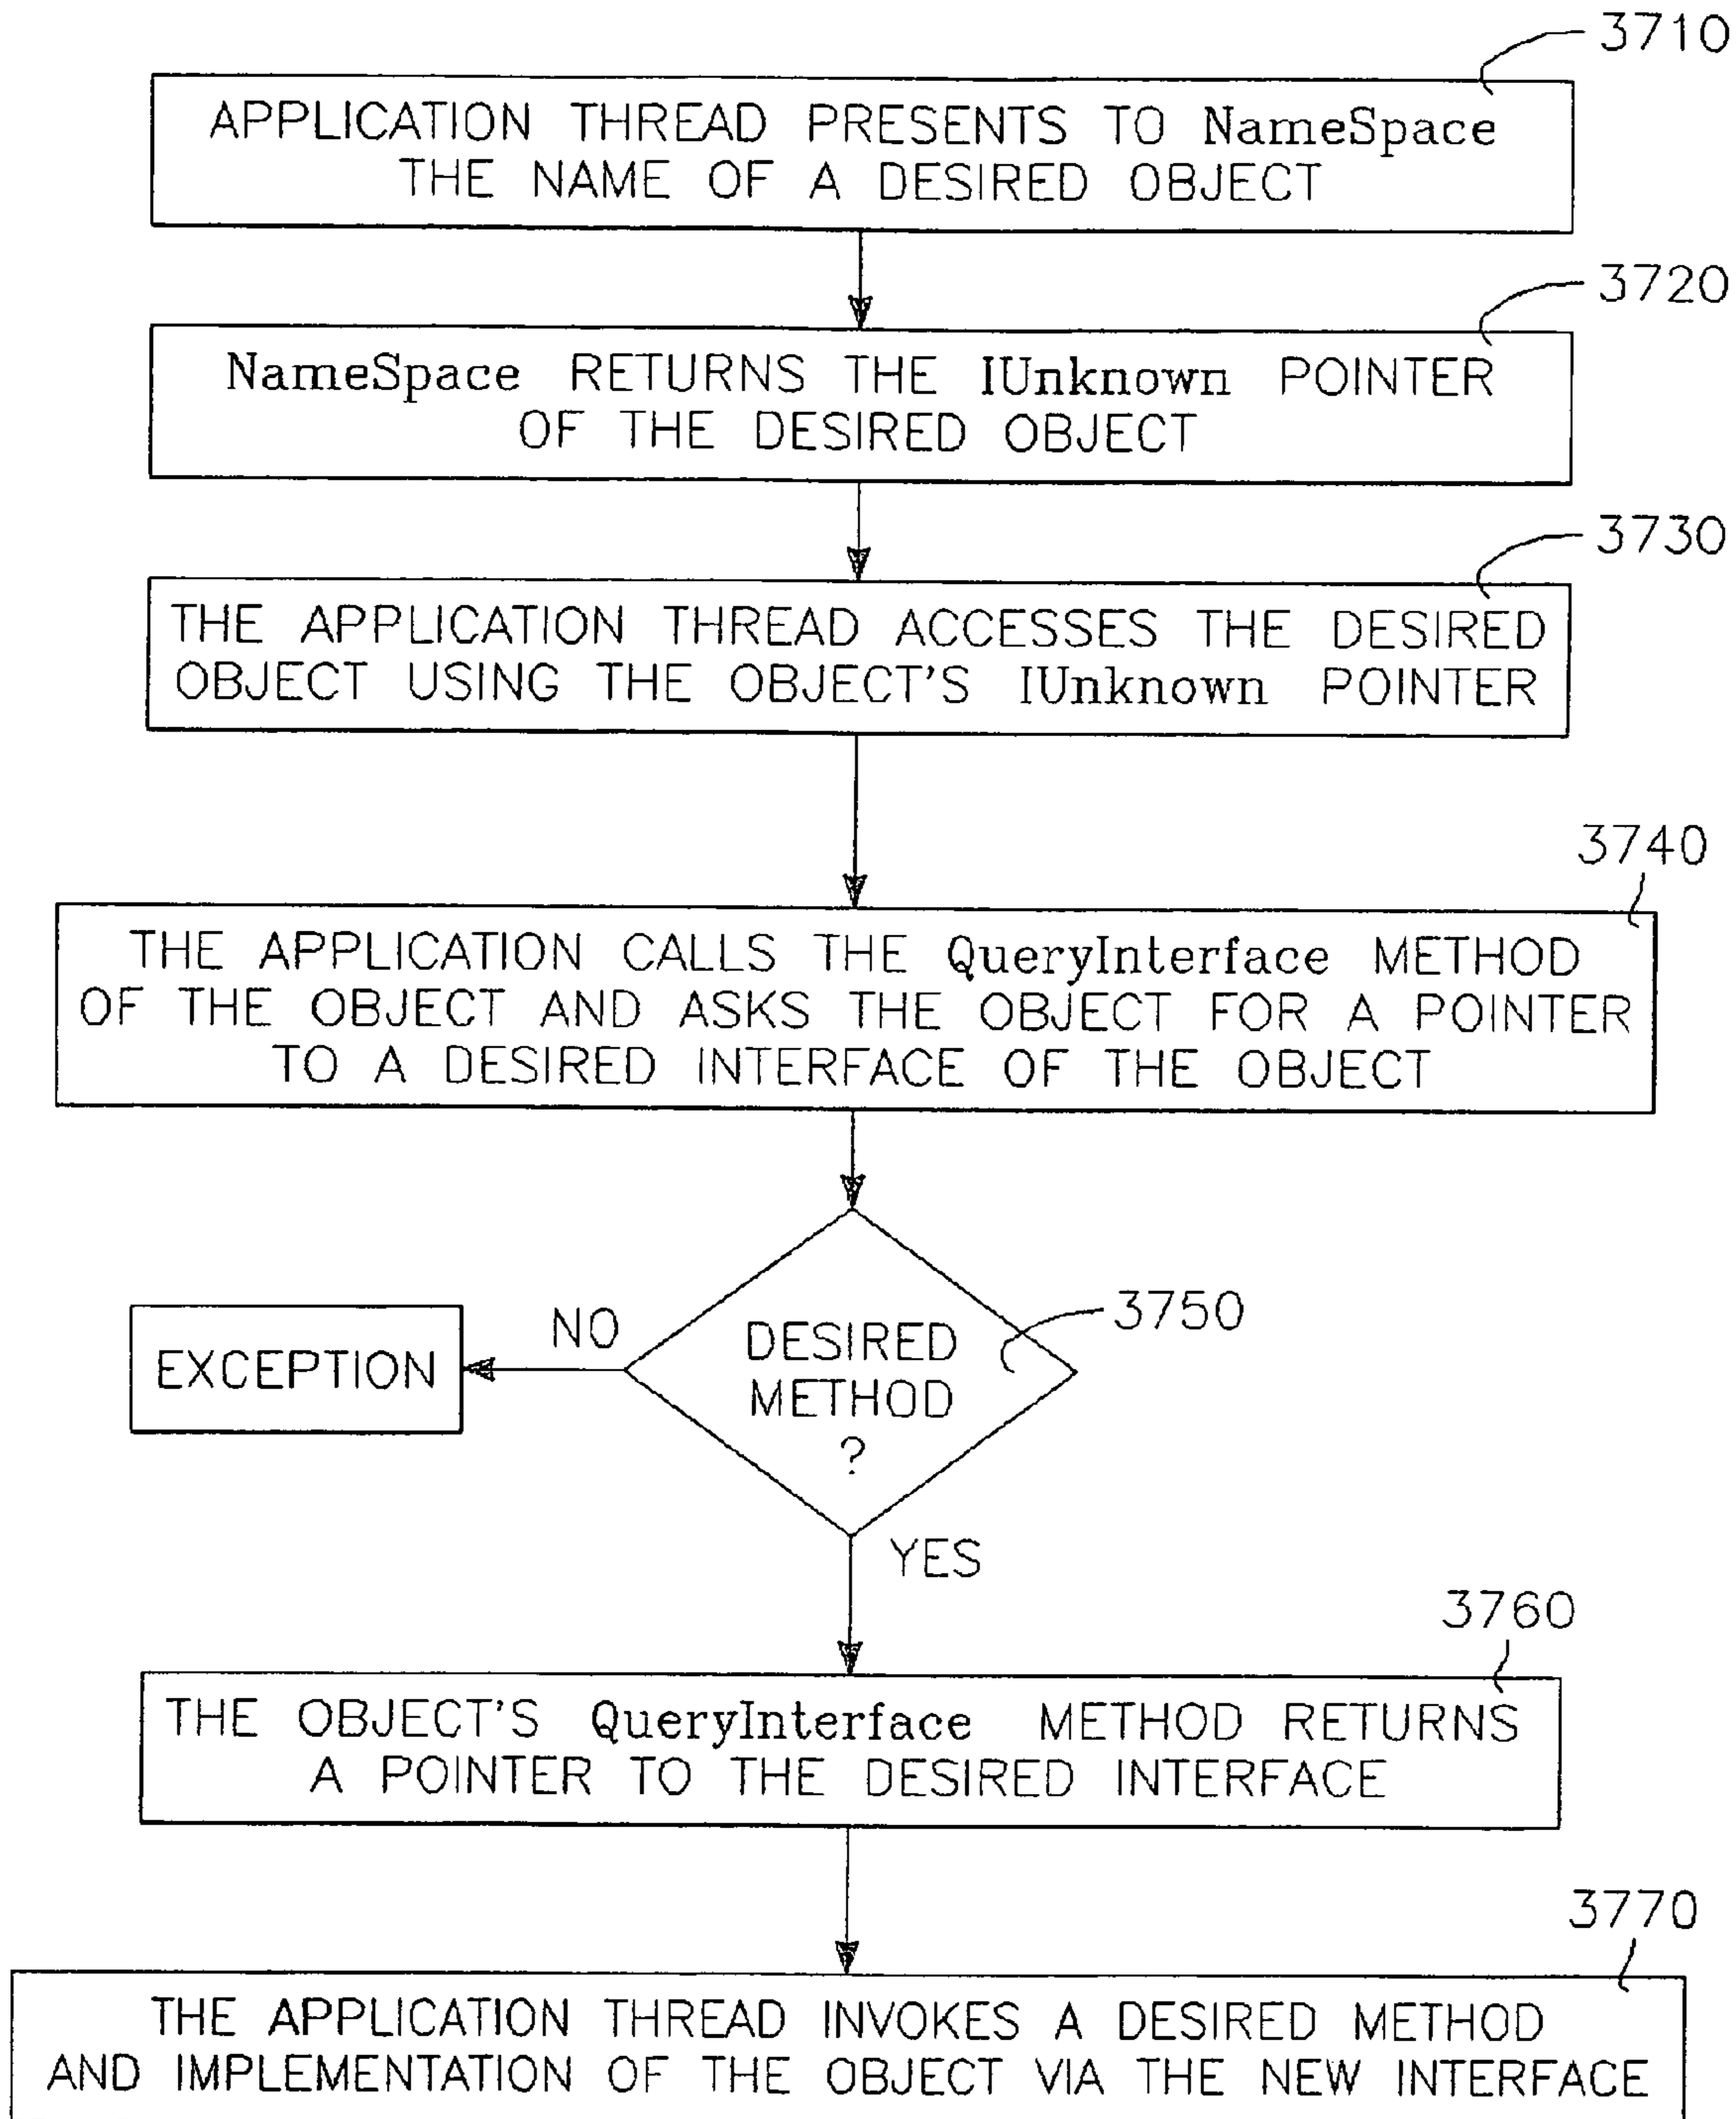 3710
APPLICATION THREAD PRESENTS TO NameSpace
THE NAME OF A DESIRED OBJECT
3720
NameSpace RETURNS THE IUnknown POINTER
OF THE DESIRED OBJECT
3730
THE APPLICATION THREAD ACCESSES THE DESIRED
OBJECT USING THE OBJECT'S IUnknown POINTER
3740
THE APPLICATION CALLS THE QueryInterface METHOD
OF THE OBJECT AND ASKS THE OBJECT FOR A POINTER
TO A DESIRED INTERFACE OF THE OBJECT
3750
DESIRED
METHOD
?
NO
EXCEPTION
YES
3760
THE OBJECT'S QueryInterface METHOD RETURNS
A POINTER TO THE DESIRED INTERFACE
3770
THE APPLICATION THREAD INVOKES A DESIRED METHOD
AND IMPLEMENTATION OF THE OBJECT VIA THE NEW INTERFACE